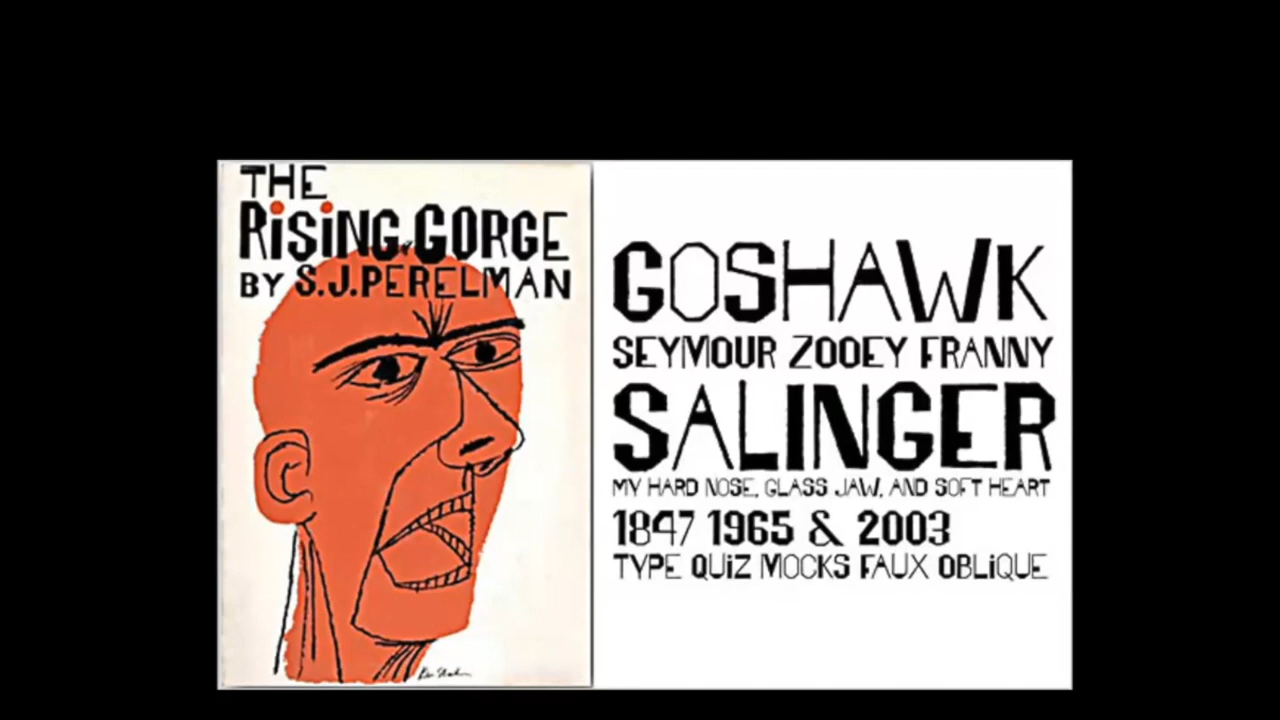 THE
RiSiNG GORGE
BY S.J.PERELMAN
GOSHAWK
SEYMOUR ZOOEY FRANNY
SALINGER
MY HARD NOSE, GLASS JAW, AND SOFT HEART
1847 1965 & 2003
TYPE QUiZ MOCKS FAUX OBLiQUE